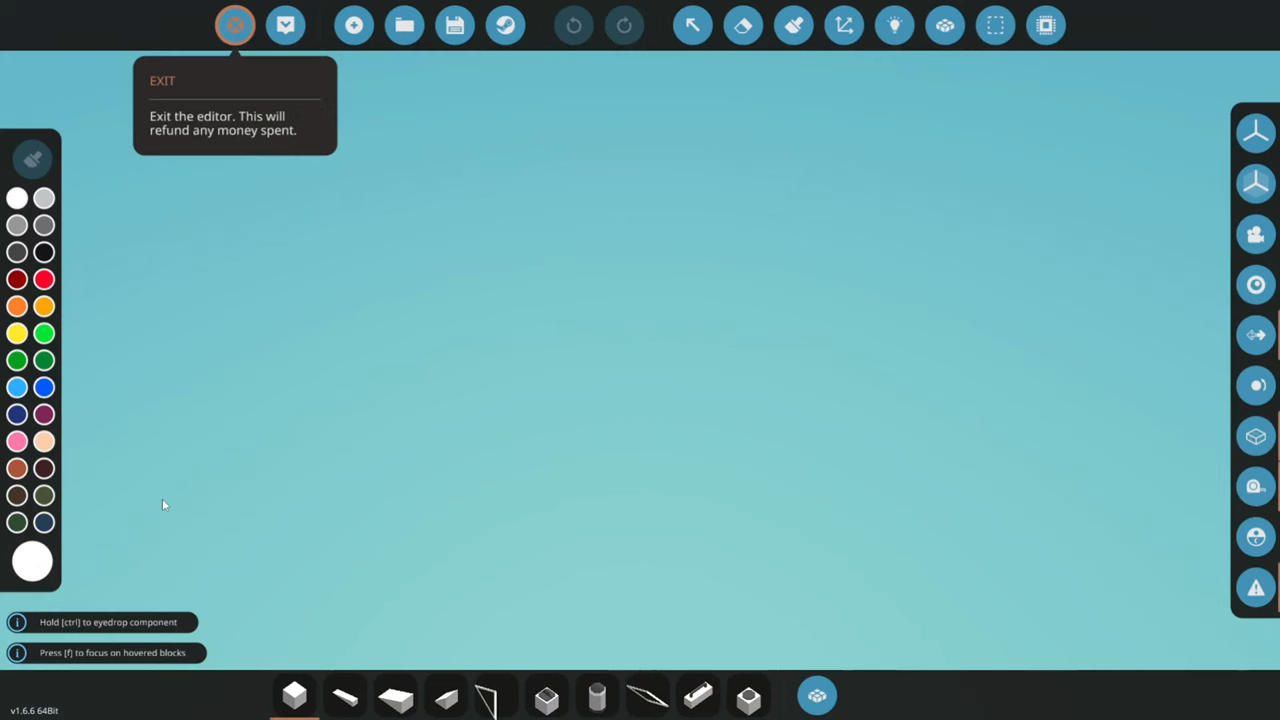 EXIT
Exit the editor. This will
refund any money spent.
Hold [ctrl] to eyedrop component
Press [f] to focus on hovered blocks
v1.6.6 64Bit